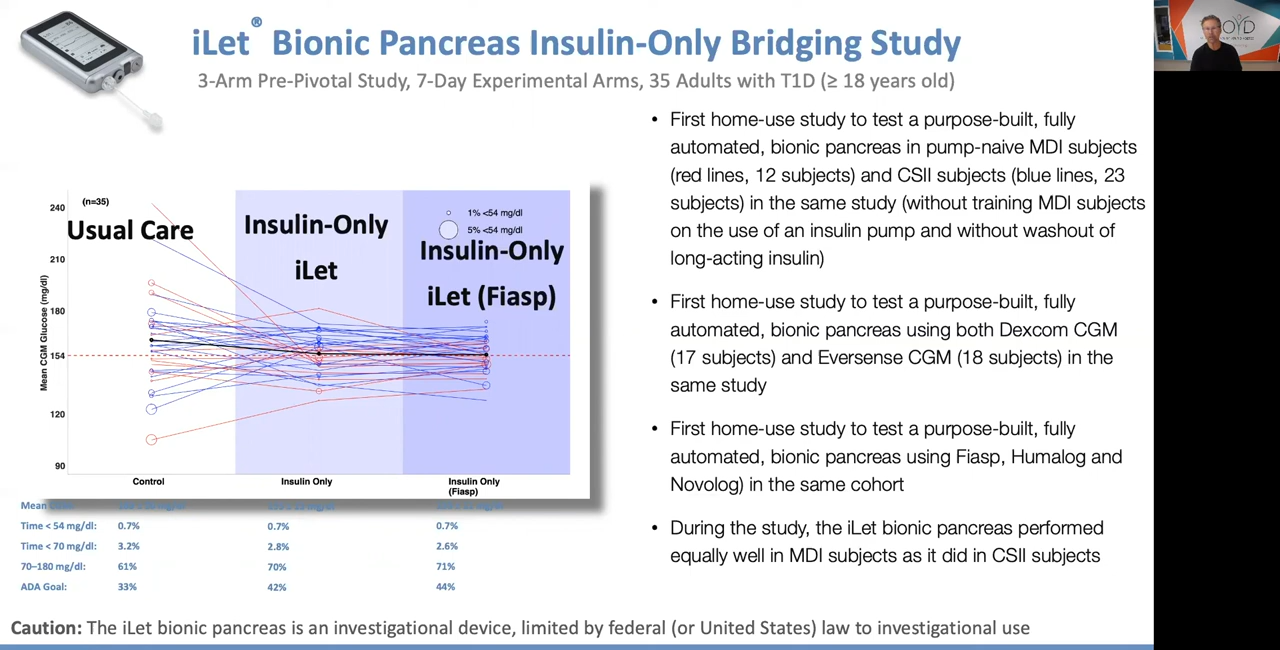 iLet® Bionic Pancreas Insulin-Only Bridging Study
3-Arm Pre-Pivotal Study, 7-Day Experimental Arms, 35 Adults with T1D (≥ 18 years old)
(n=35)
240
210
180
154
120
90
Mean CGM Glucose (mg/dl)
Usual Care
Insulin-Only
iLet
1% <54 mg/dl
5% <54 mg/dl
Insulin-Only
iLet (Fiasp)
Control
Insulin Only
Insulin Only
(Fiasp)
Mean
Time < 54 mg/dl: 0.7% 0.7% 0.7%
Time < 70 mg/dl: 3.2% 2.8% 2.6%
70–180 mg/dl: 61% 70% 71%
ADA Goal: 33% 42% 44%
• First home-use study to test a purpose-built, fully
automated, bionic pancreas in pump-naive MDI subjects
(red lines, 12 subjects) and CSII subjects (blue lines, 23
subjects) in the same study (without training MDI subjects
on the use of an insulin pump and without washout of
long-acting insulin)
• First home-use study to test a purpose-built, fully
automated, bionic pancreas using both Dexcom CGM
(17 subjects) and Eversense CGM (18 subjects) in the
same study
• First home-use study to test a purpose-built, fully
automated, bionic pancreas using Fiasp, Humalog and
Novolog) in the same cohort
• During the study, the iLet bionic pancreas performed
equally well in MDI subjects as it did in CSII subjects
Caution: The iLet bionic pancreas is an investigational device, limited by federal (or United States) law to investigational use